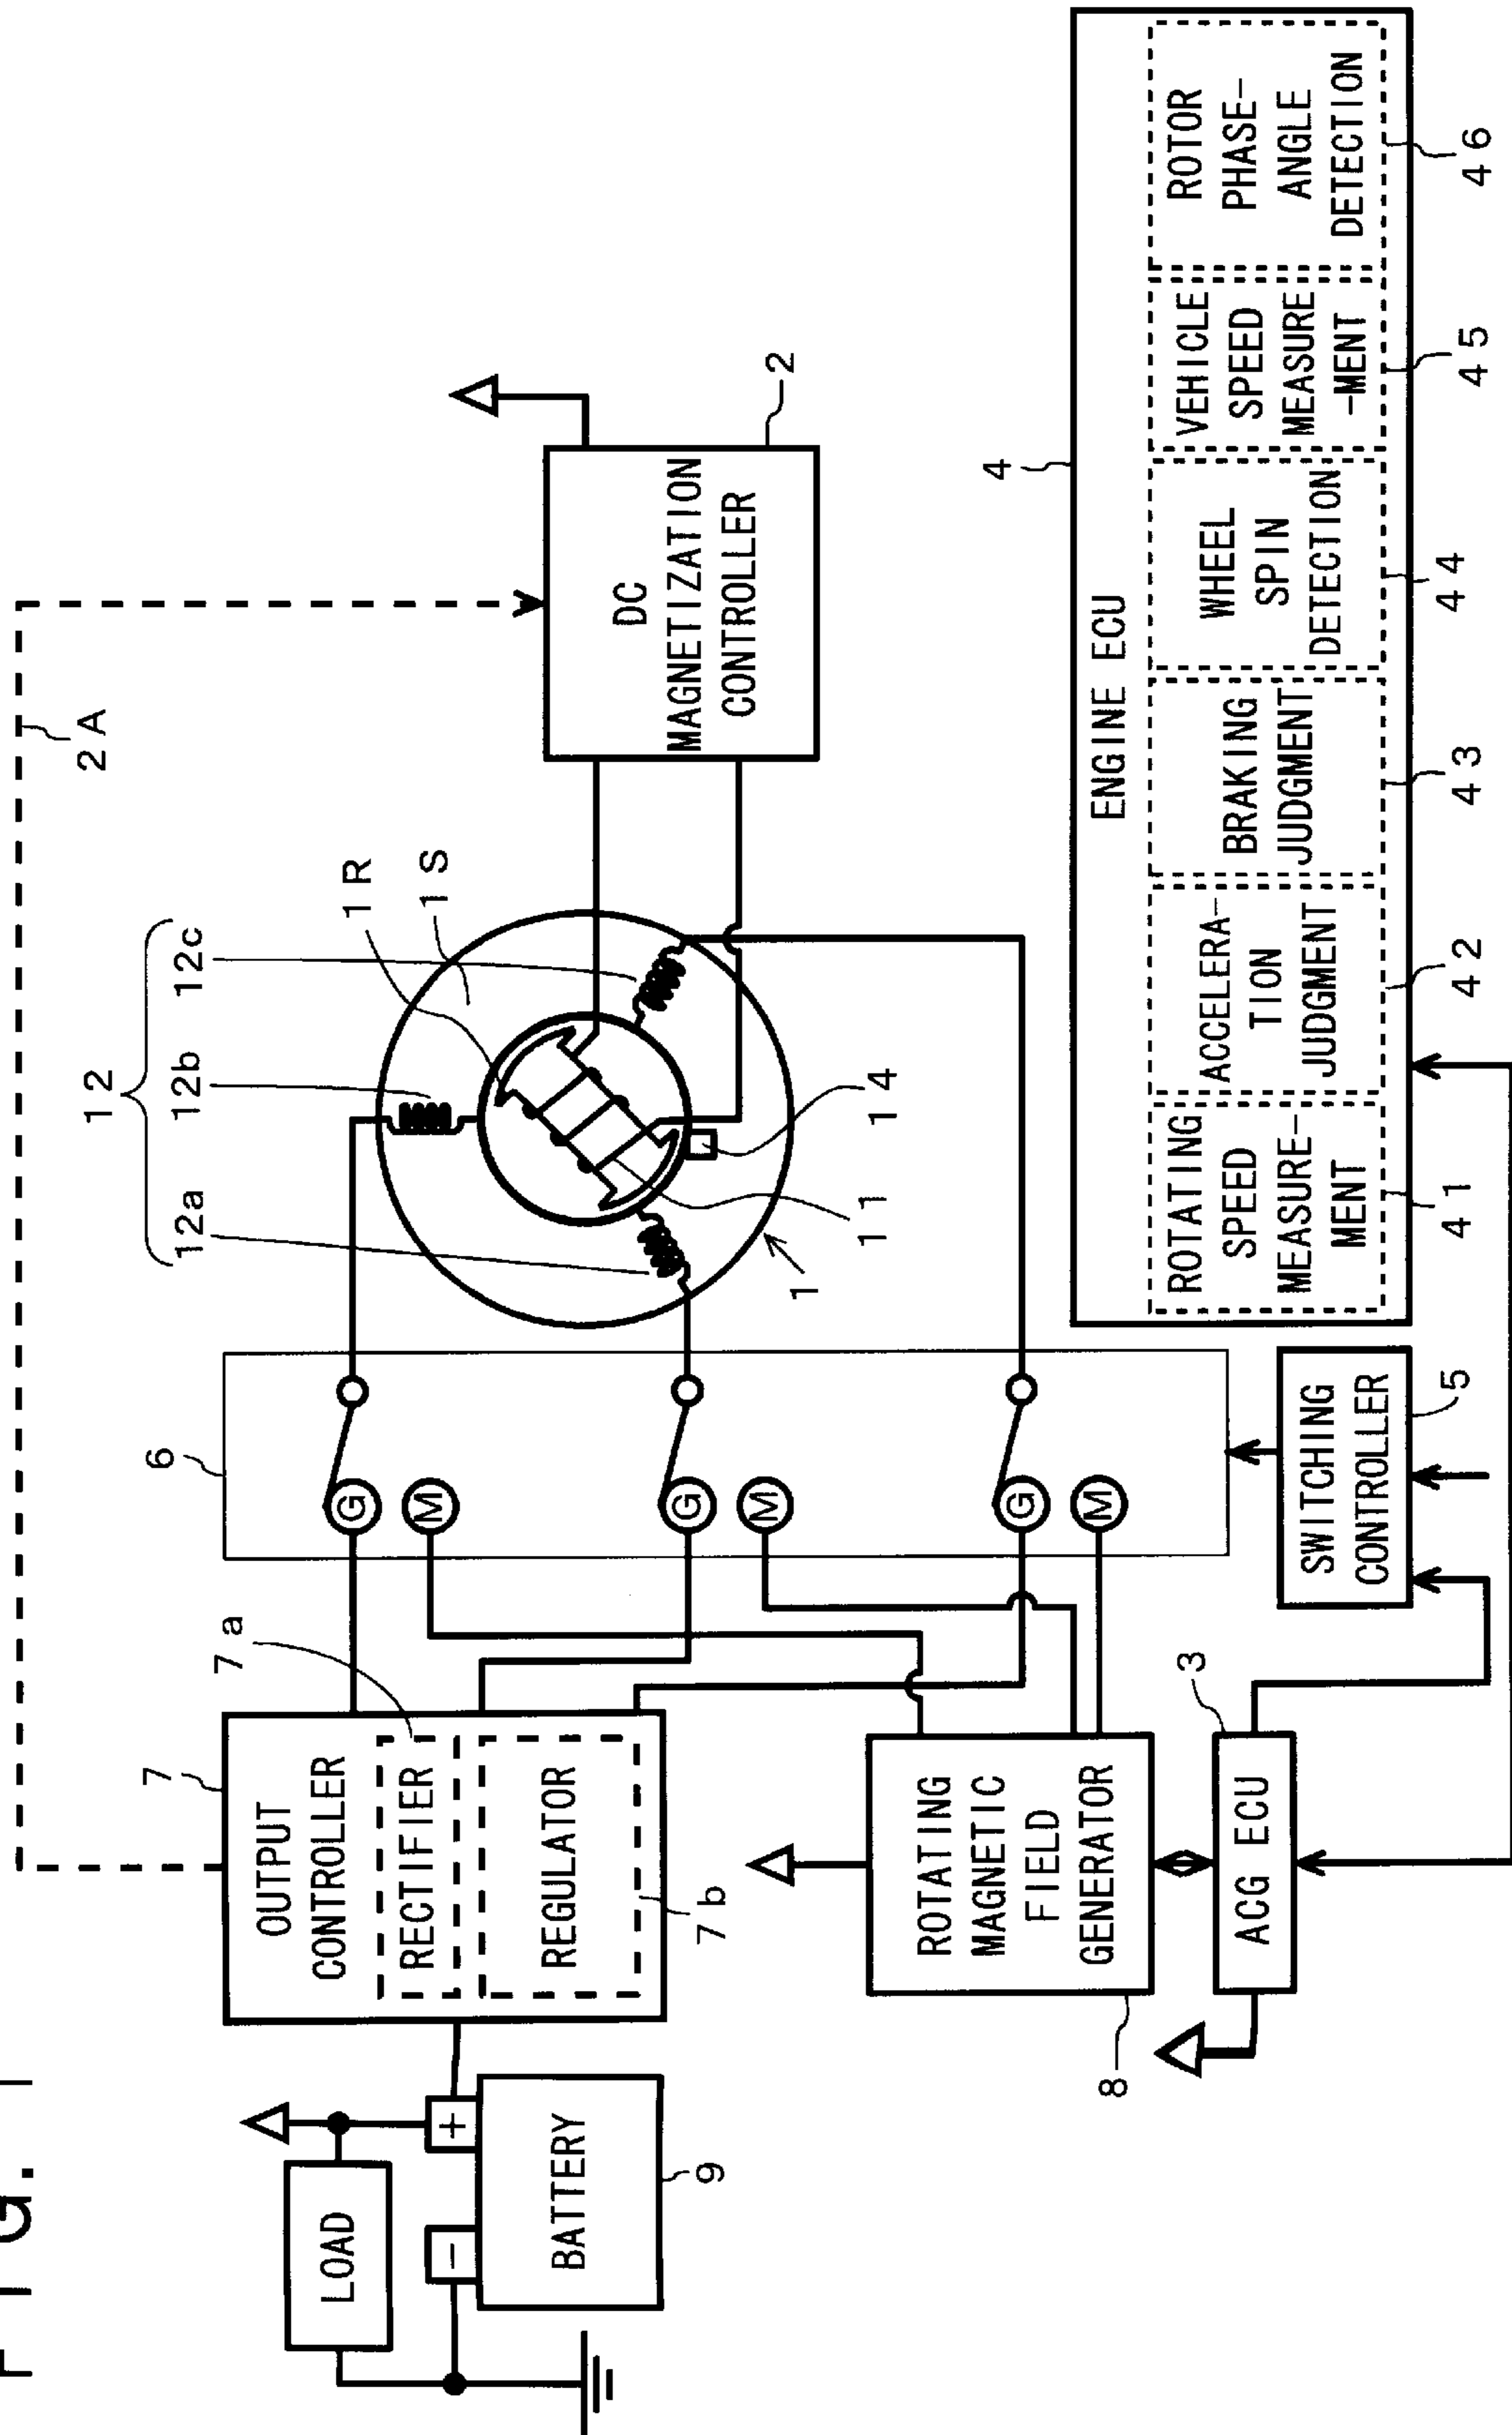 FIG. 1
2A
12
12a
12b
12c
1R
1S
6
7
7a
OUTPUT
CONTROLLER
RECTIFIER
REGULATOR
7b
LOAD
+
-
BATTERY
9
G
M
G
M
G
M
1
11
14
DC
MAGNETIZATION
CONTROLLER
2
ROTATING
MAGNETIC
FIELD
GENERATOR
8
3
ACG ECU
SWITCHING
CONTROLLER
5
4
ENGINE ECU
ROTATING
SPEED
MEASURE-
MENT
41
ACCELERA-
TION
JUDGMENT
42
BRAKING
JUDGMENT
43
WHEEL
SPIN
DETECTION
44
VEHICLE
SPEED
MEASURE
-MENT
45
ROTOR
PHASE-
ANGLE
DETECTION
46